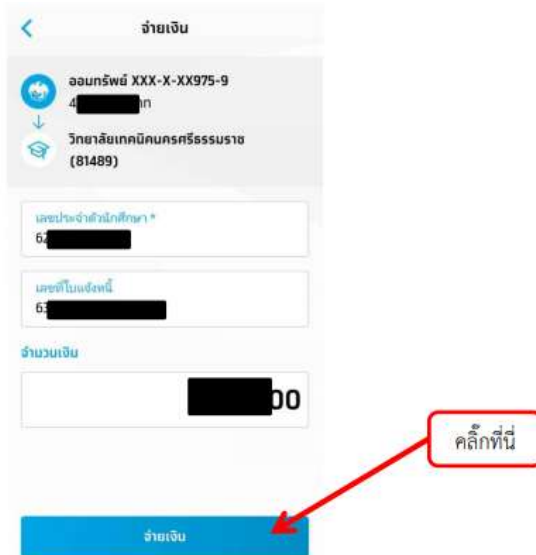 จ่ายเงิน
ออมทรัพย์ XXX-X-XX975-9
4
วิทยาลัยเทคนิคนครศรีธรรมราช
(81489)
เลขประจำตัวนักศึกษา *
62
เลขที่ใบแจ้งหนี้
63
จำนวนเงิน
00
คลิ๊กที่นี่
จ่ายเงิน